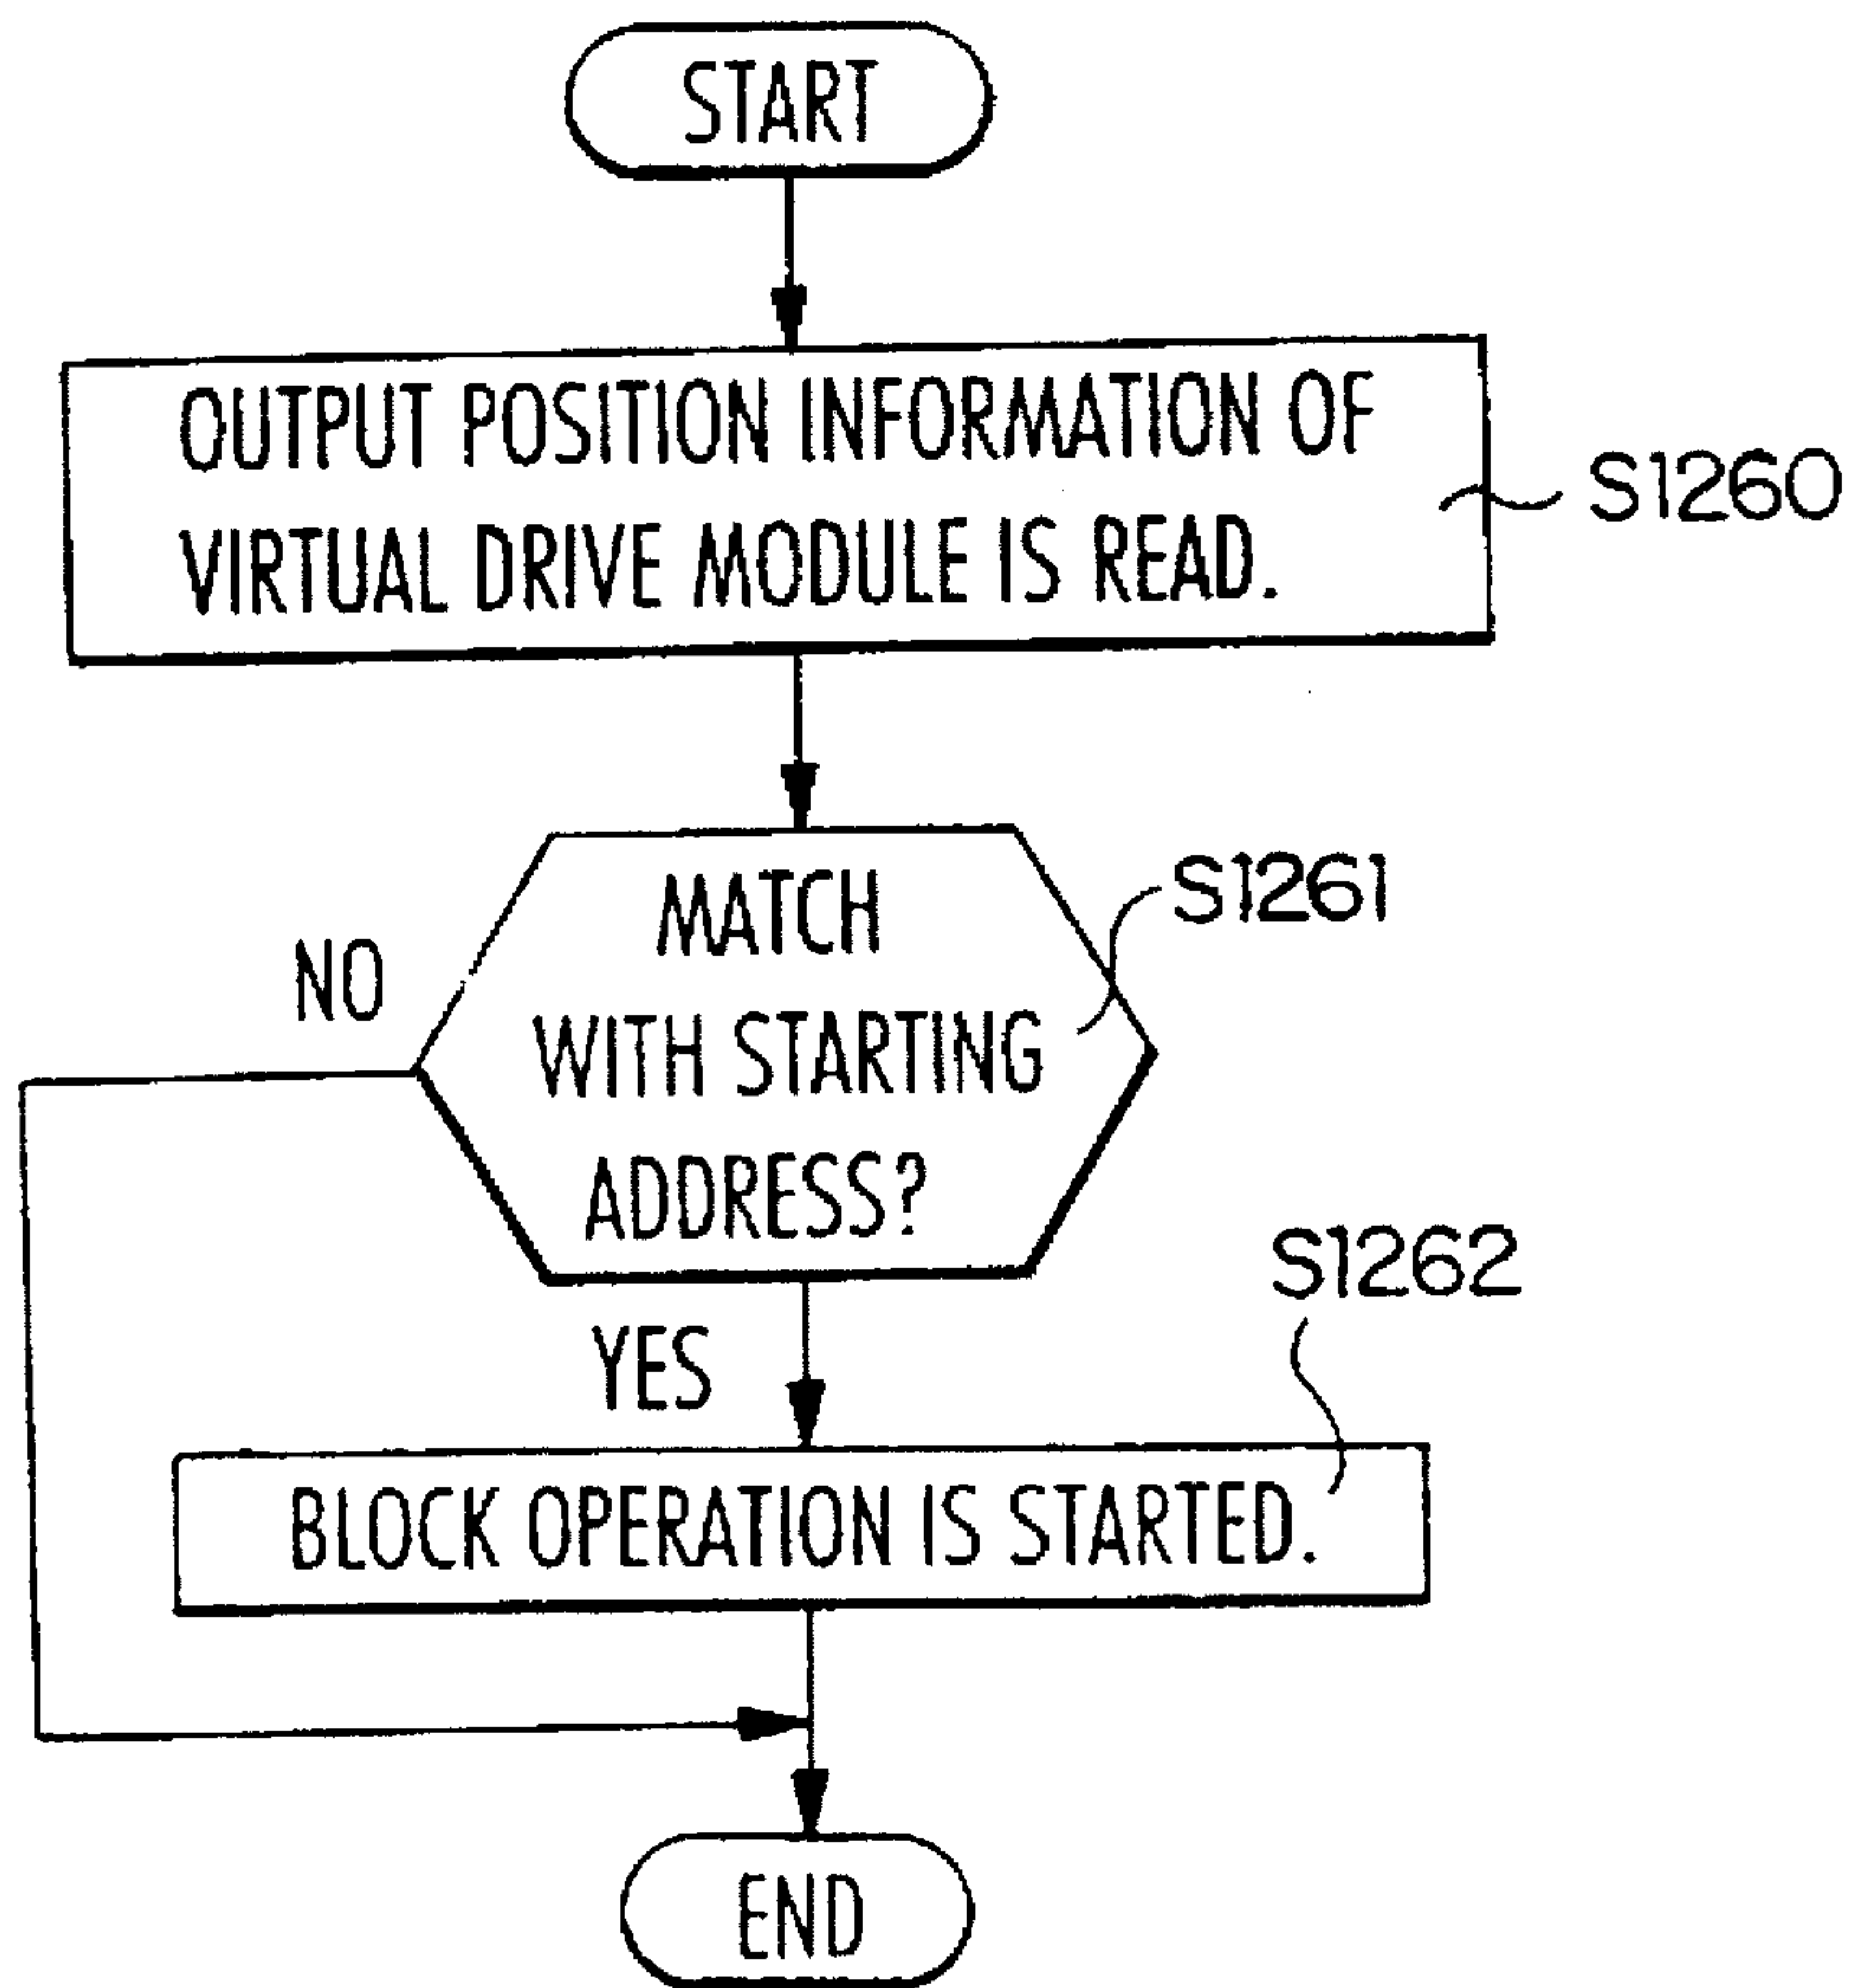 START
OUTPUT POSITION INFORMATION OF
VIRTUAL DRIVE MODULE IS READ.
S1260
MATCH
WITH STARTING
ADDRESS?
S1261
NO
YES
S1262
BLOCK OPERATION IS STARTED.
END